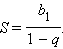 S = b₁ / (1 − q).